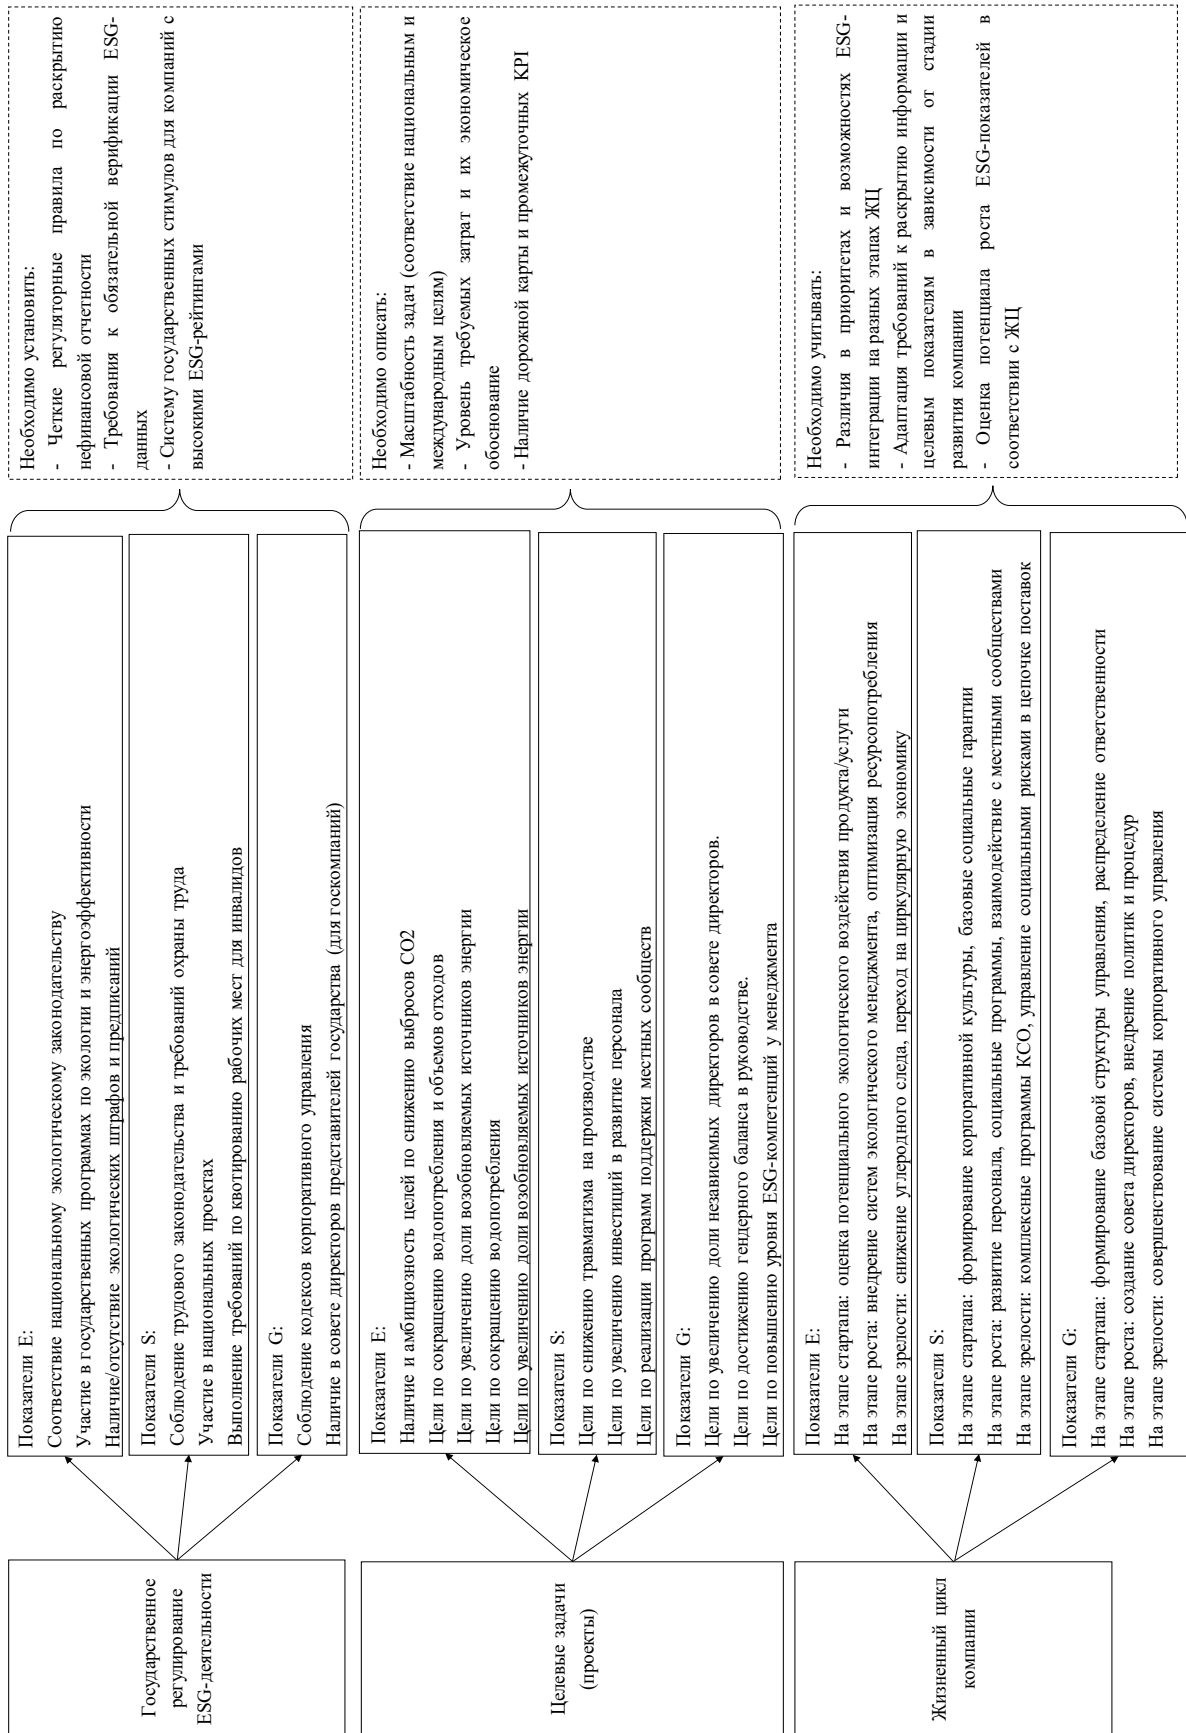 Государственное
регулирование
ESG-деятельности
Показатели E:
Соответствие национальному экологическому законодательству
Участие в государственных программах по экологии и энергоэффективности
Наличие/отсутствие экологических штрафов и предписаний
Показатели S:
Соблюдение трудового законодательства и требований охраны труда
Участие в национальных проектах
Выполнение требований по квотированию рабочих мест для инвалидов
Показатели G:
Соблюдение кодексов корпоративного управления
Наличие в совете директоров представителей государства (для госкомпаний)
Необходимо установить:
- Четкие регуляторные правила по раскрытию
нефинансовой отчетности
- Требования к обязательной верификации ESG-
данных
- Систему государственных стимулов для компаний с
высокими ESG-рейтингами
Целевые задачи
(проекты)
Показатели E:
Наличие и амбициозность целей по снижению выбросов CO2
Цели по сокращению водопотребления и объемов отходов
Цели по увеличению доли возобновляемых источников энергии
Цели по сокращению водопотребления
Цели по увеличению доли возобновляемых источников энергии
Показатели S:
Цели по снижению травматизма на производстве
Цели по увеличению инвестиций в развитие персонала
Цели по реализации программ поддержки местных сообществ
Показатели G:
Цели по увеличению доли независимых директоров в совете директоров.
Цели по достижению гендерного баланса в руководстве.
Цели по повышению уровня ESG-компетенций у менеджмента
Необходимо описать:
- Масштабность задач (соответствие национальным и
международным целям)
- Уровень требуемых затрат и их экономическое
обоснование
- Наличие дорожной карты и промежуточных KPI
Жизненный цикл
компании
Показатели E:
На этапе стартапа: оценка потенциального экологического воздействия продукта/услуги
На этапе роста: внедрение систем экологического менеджмента, оптимизация ресурсопотребления
На этапе зрелости: снижение углеродного следа, переход на циркулярную экономику
Показатели S:
На этапе стартапа: формирование корпоративной культуры, базовые социальные гарантии
На этапе роста: развитие персонала, социальные программы, взаимодействие с местными сообществами
На этапе зрелости: комплексные программы КСО, управление социальными рисками в цепочке поставок
Показатели G:
На этапе стартапа: формирование базовой структуры управления, распределение ответственности
На этапе роста: создание совета директоров, внедрение политик и процедур
На этапе зрелости: совершенствование системы корпоративного управления
Необходимо учитывать:
- Различия в приоритетах и возможностях ESG-
интеграции на разных этапах ЖЦ
- Адаптация требований к раскрытию информации и
целевым показателям в зависимости от стадии
развития компании
- Оценка потенциала роста ESG-показателей в
соответствии с ЖЦ